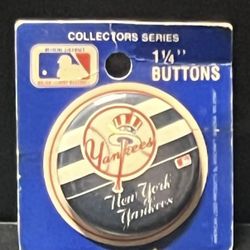 COLLECTORS SERIES
1¼"
BUTTONS
Yankees
New York
Yankees